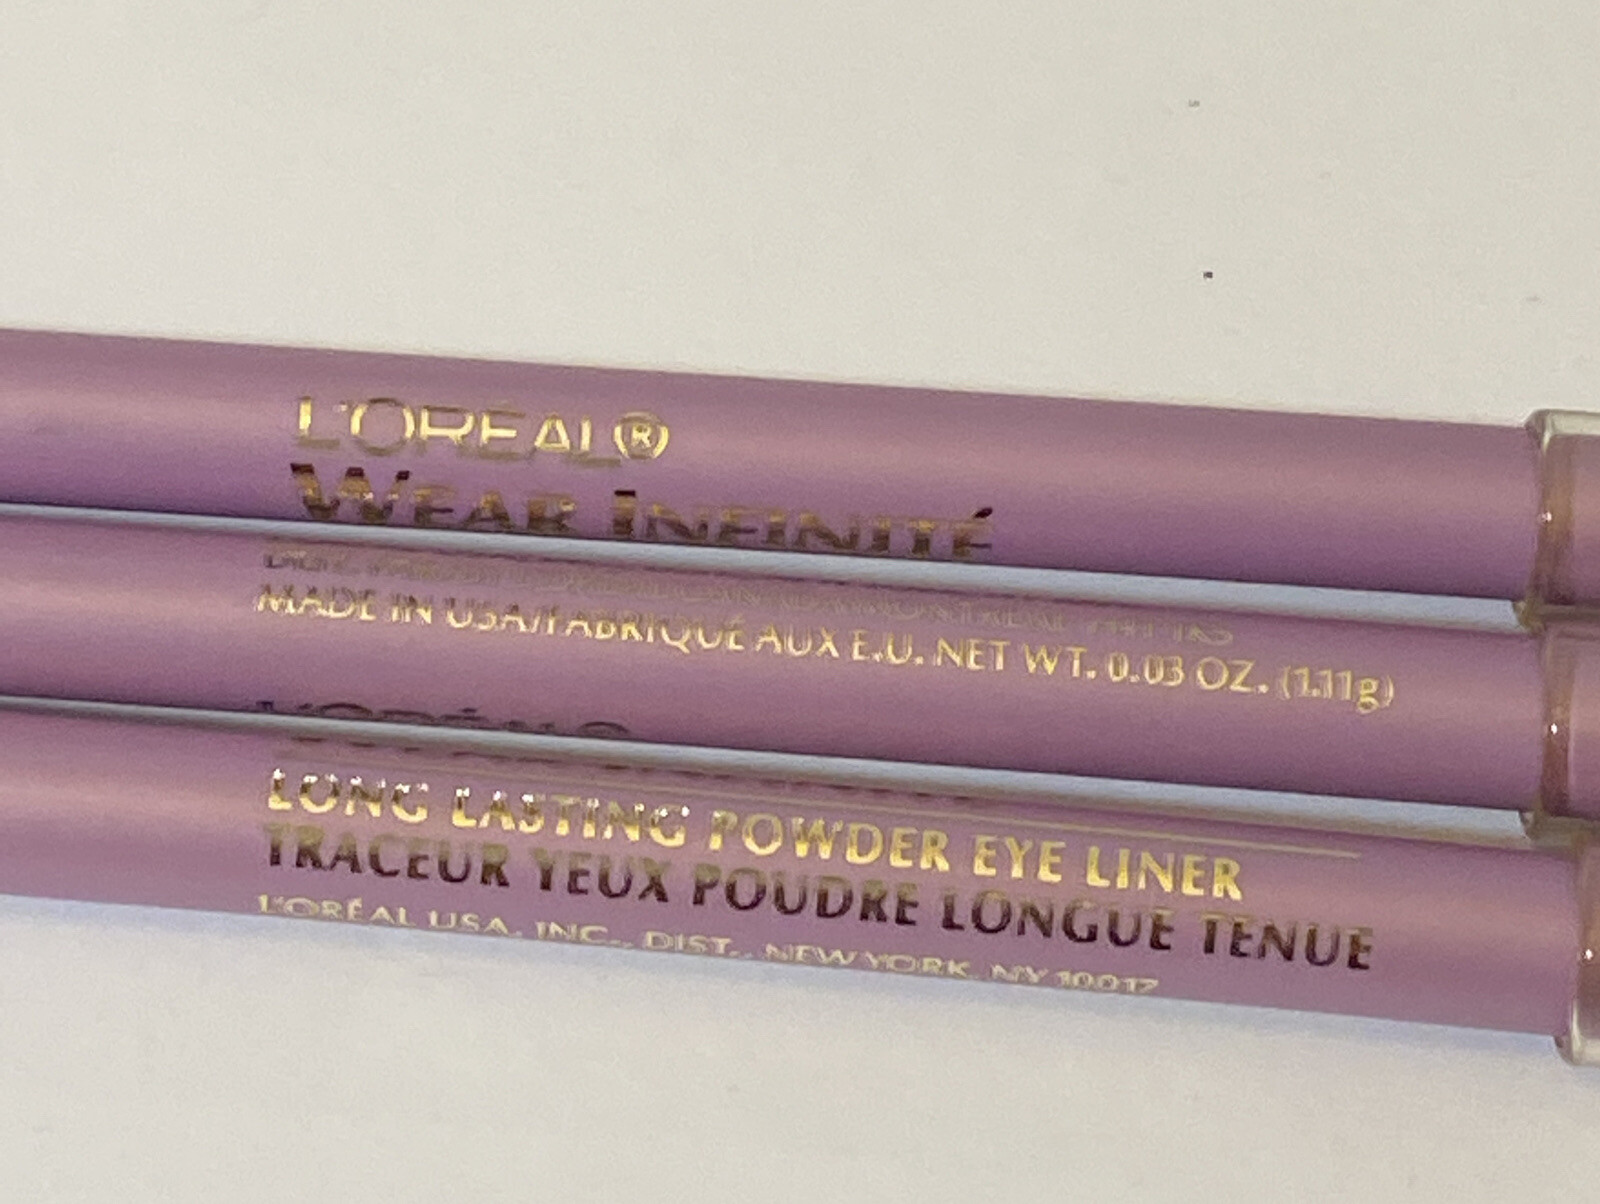 L'ORÉAL®
WEAR INFINITÉ
MADE IN USA/FABRIQUÉ AUX E.U. NET WT. 0.03 OZ. (1.11g)
L'ORÉAL®
LONG LASTING POWDER EYE LINER
TRACEUR YEUX POUDRE LONGUE TENUE
L'ORÉAL USA, INC., DIST., NEW YORK, NY 10017